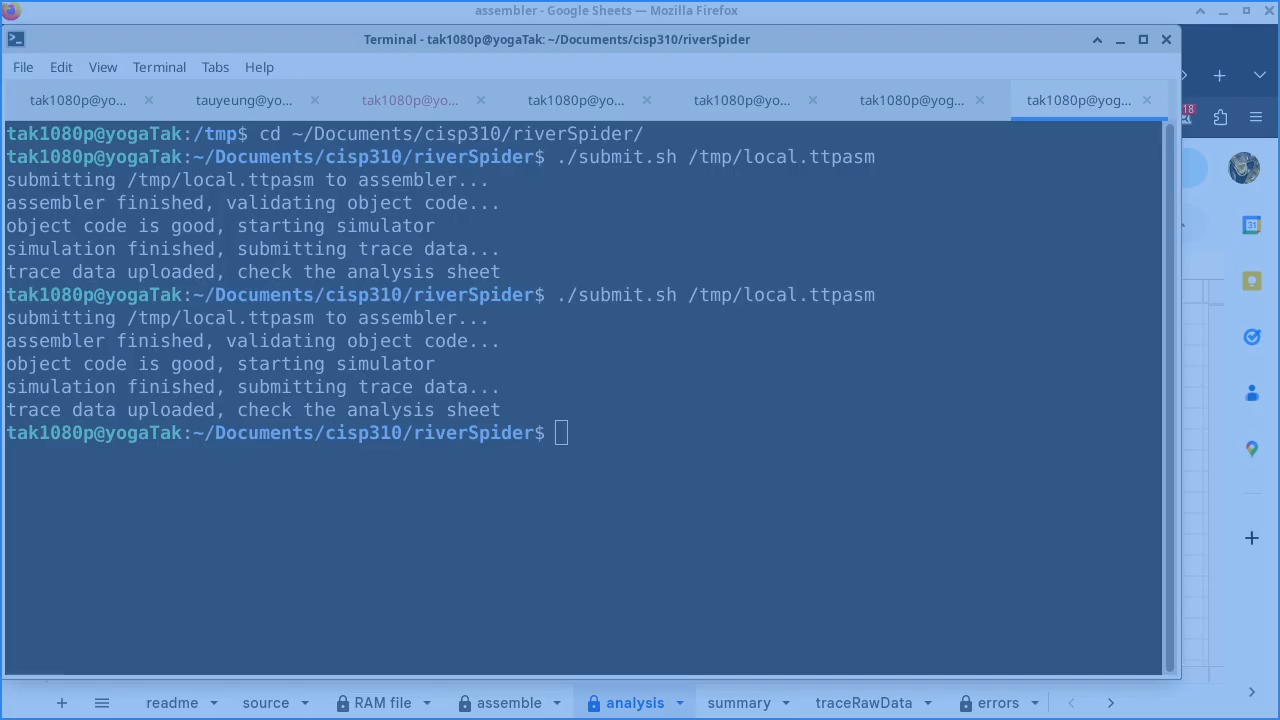 assembler - Google Sheets — Mozilla Firefox
Terminal - tak1080p@yogaTak: ~/Documents/cisp310/riverSpider
File Edit View Terminal Tabs Help
tak1080p@yo... tauyeung@yo... tak1080p@yo... tak1080p@yo... tak1080p@yo... tak1080p@yog... tak1080p@yog...
18
tak1080p@yogaTak:/tmp$ cd ~/Documents/cisp310/riverSpider/
tak1080p@yogaTak:~/Documents/cisp310/riverSpider$ ./submit.sh /tmp/local.ttpasm
submitting /tmp/local.ttpasm to assembler...
assembler finished, validating object code...
object code is good, starting simulator
simulation finished, submitting trace data...
trace data uploaded, check the analysis sheet
tak1080p@yogaTak:~/Documents/cisp310/riverSpider$ ./submit.sh /tmp/local.ttpasm
submitting /tmp/local.ttpasm to assembler...
assembler finished, validating object code...
object code is good, starting simulator
simulation finished, submitting trace data...
trace data uploaded, check the analysis sheet
tak1080p@yogaTak:~/Documents/cisp310/riverSpider$
31
readme source RAM file assemble analysis summary traceRawData errors